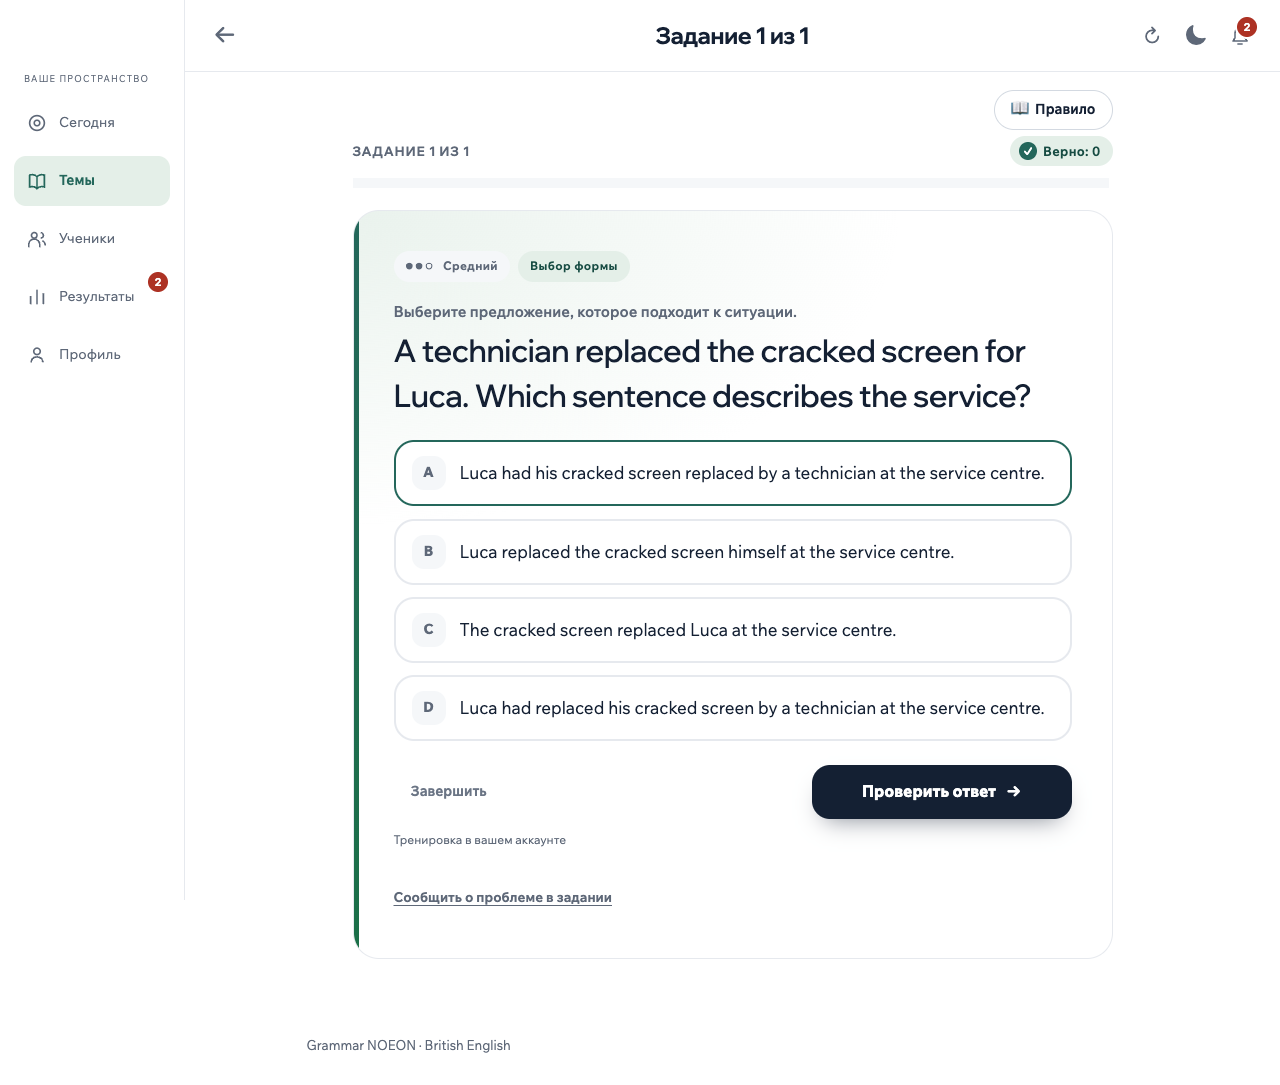 Задание 1 из 1
2
ВАШЕ ПРОСТРАНСТВО
Сегодня
Темы
Ученики
Результаты
2
Профиль
📖 Правило
ЗАДАНИЕ 1 ИЗ 1
Верно: 0
Средний
Выбор формы
Выберите предложение, которое подходит к ситуации.
A technician replaced the cracked screen for
Luca. Which sentence describes the service?
A Luca had his cracked screen replaced by a technician at the service centre.
B Luca replaced the cracked screen himself at the service centre.
C The cracked screen replaced Luca at the service centre.
D Luca had replaced his cracked screen by a technician at the service centre.
Завершить
Проверить ответ →
Тренировка в вашем аккаунте
Сообщить о проблеме в задании
Grammar NOEON · British English